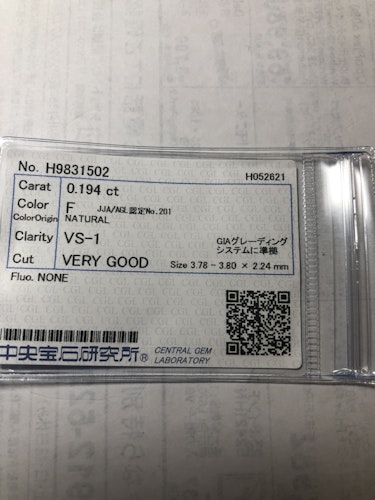 No. H9831502 H052621
Carat 0.194 ct
Color F JJA/AGL認定No.201
ColorOrigin NATURAL
Clarity VS-1 GIAグレーディング
システムに準拠
Cut VERY GOOD Size 3.78 - 3.80 × 2.24 mm
Fluo. NONE
中央宝石研究所® CENTRAL GEM
LABORATORY